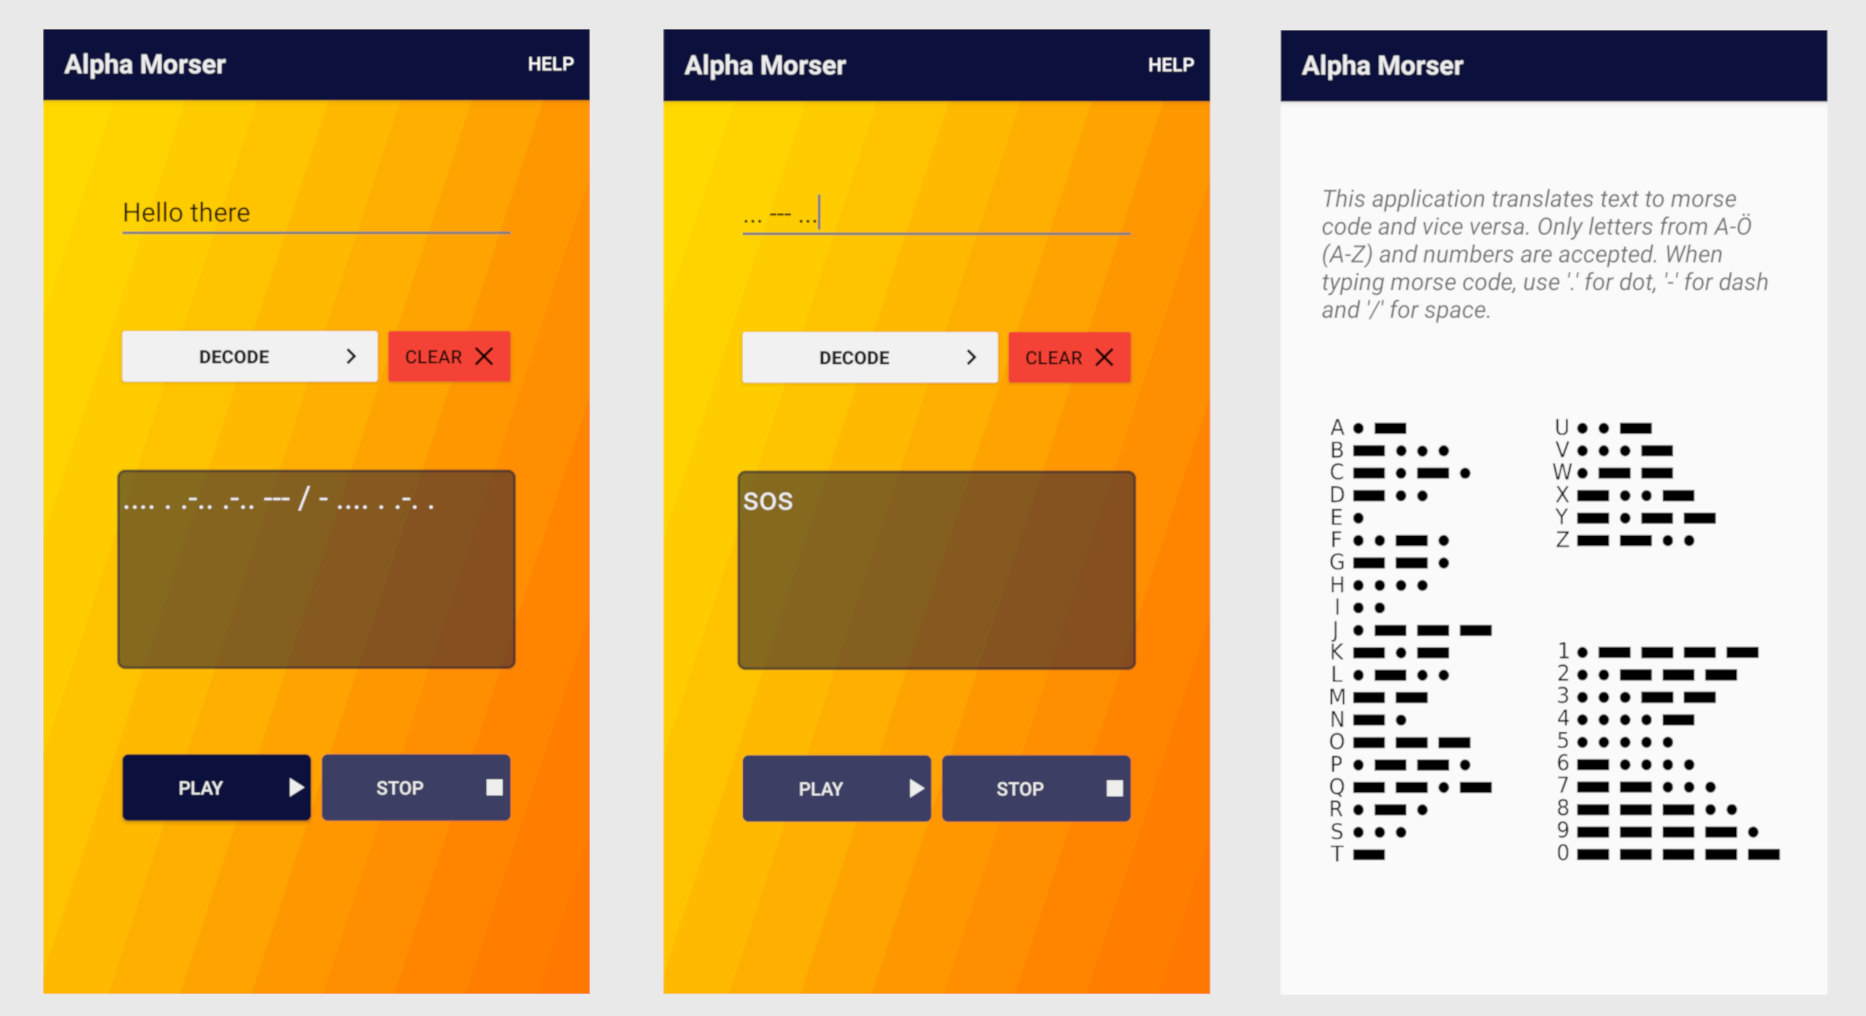 Alpha Morser
HELP
Hello there
DECODE
CLEAR
.... . .-.. .-.. --- / - .... . .-. .
PLAY
STOP
Alpha Morser
HELP
... --- ...
DECODE
CLEAR
SOS
PLAY
STOP
Alpha Morser
This application translates text to morse
code and vice versa. Only letters from A-Ö
(A-Z) and numbers are accepted. When
typing morse code, use '.' for dot, '-' for dash
and '/' for space.
A
B
C
D
E
F
G
H
I
J
K
L
M
N
O
P
Q
R
S
T
U
V
W
X
Y
Z
1
2
3
4
5
6
7
8
9
0